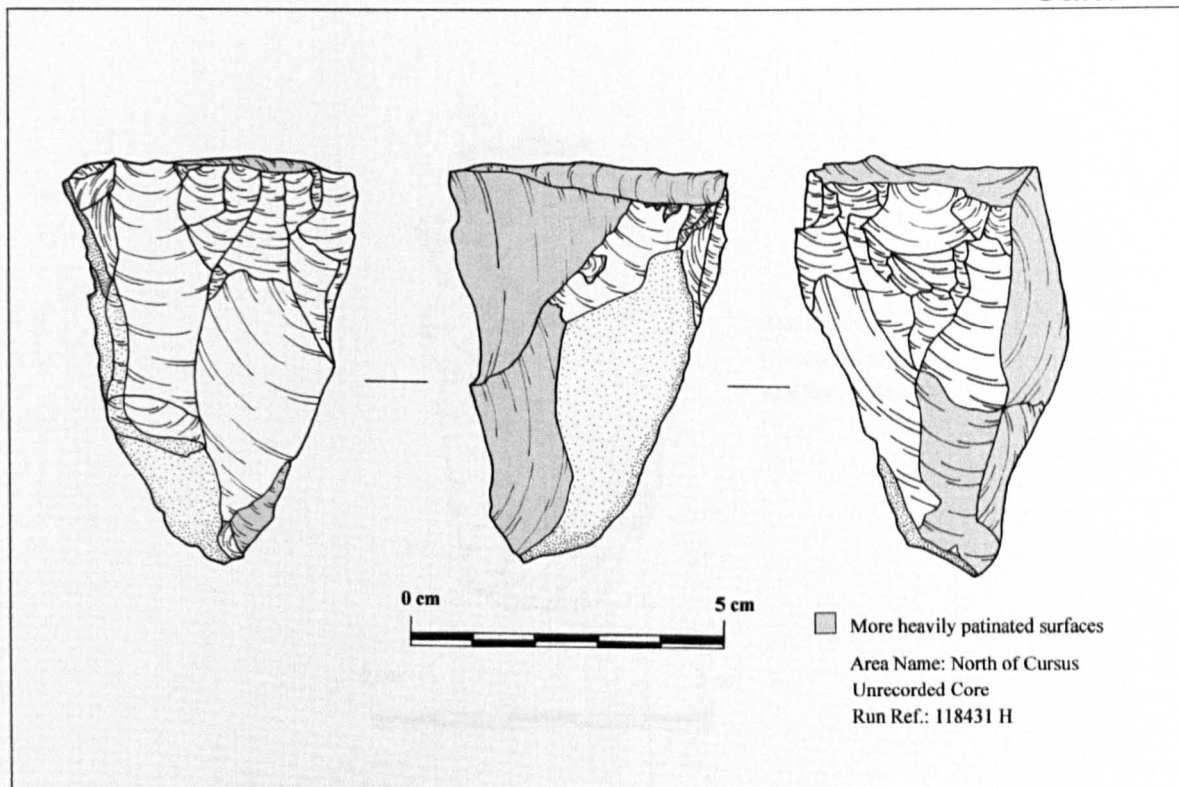 0 cm 5 cm
More heavily patinated surfaces
Area Name: North of Cursus
Unrecorded Core
Run Ref.: 118431 H